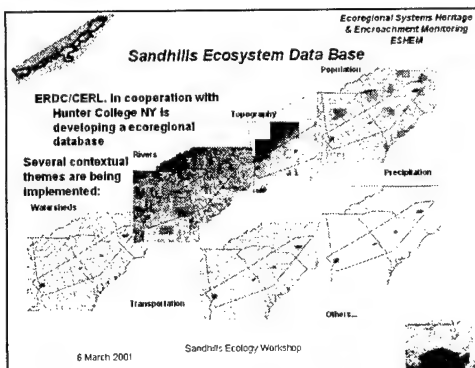 Ecoregional Systems Heritage
& Encroachment Monitoring
ESHEM
Sandhills Ecosystem Data Base
Population
ERDC/CERL. In cooperation with
Hunter College NY is
developing a ecoregional
database
Topography
Several contextual
themes are being
implemented:
Rivers
Watersheds
Precipitation
Transportation
Others...
6 March 2001
Sandhills Ecology Workshop